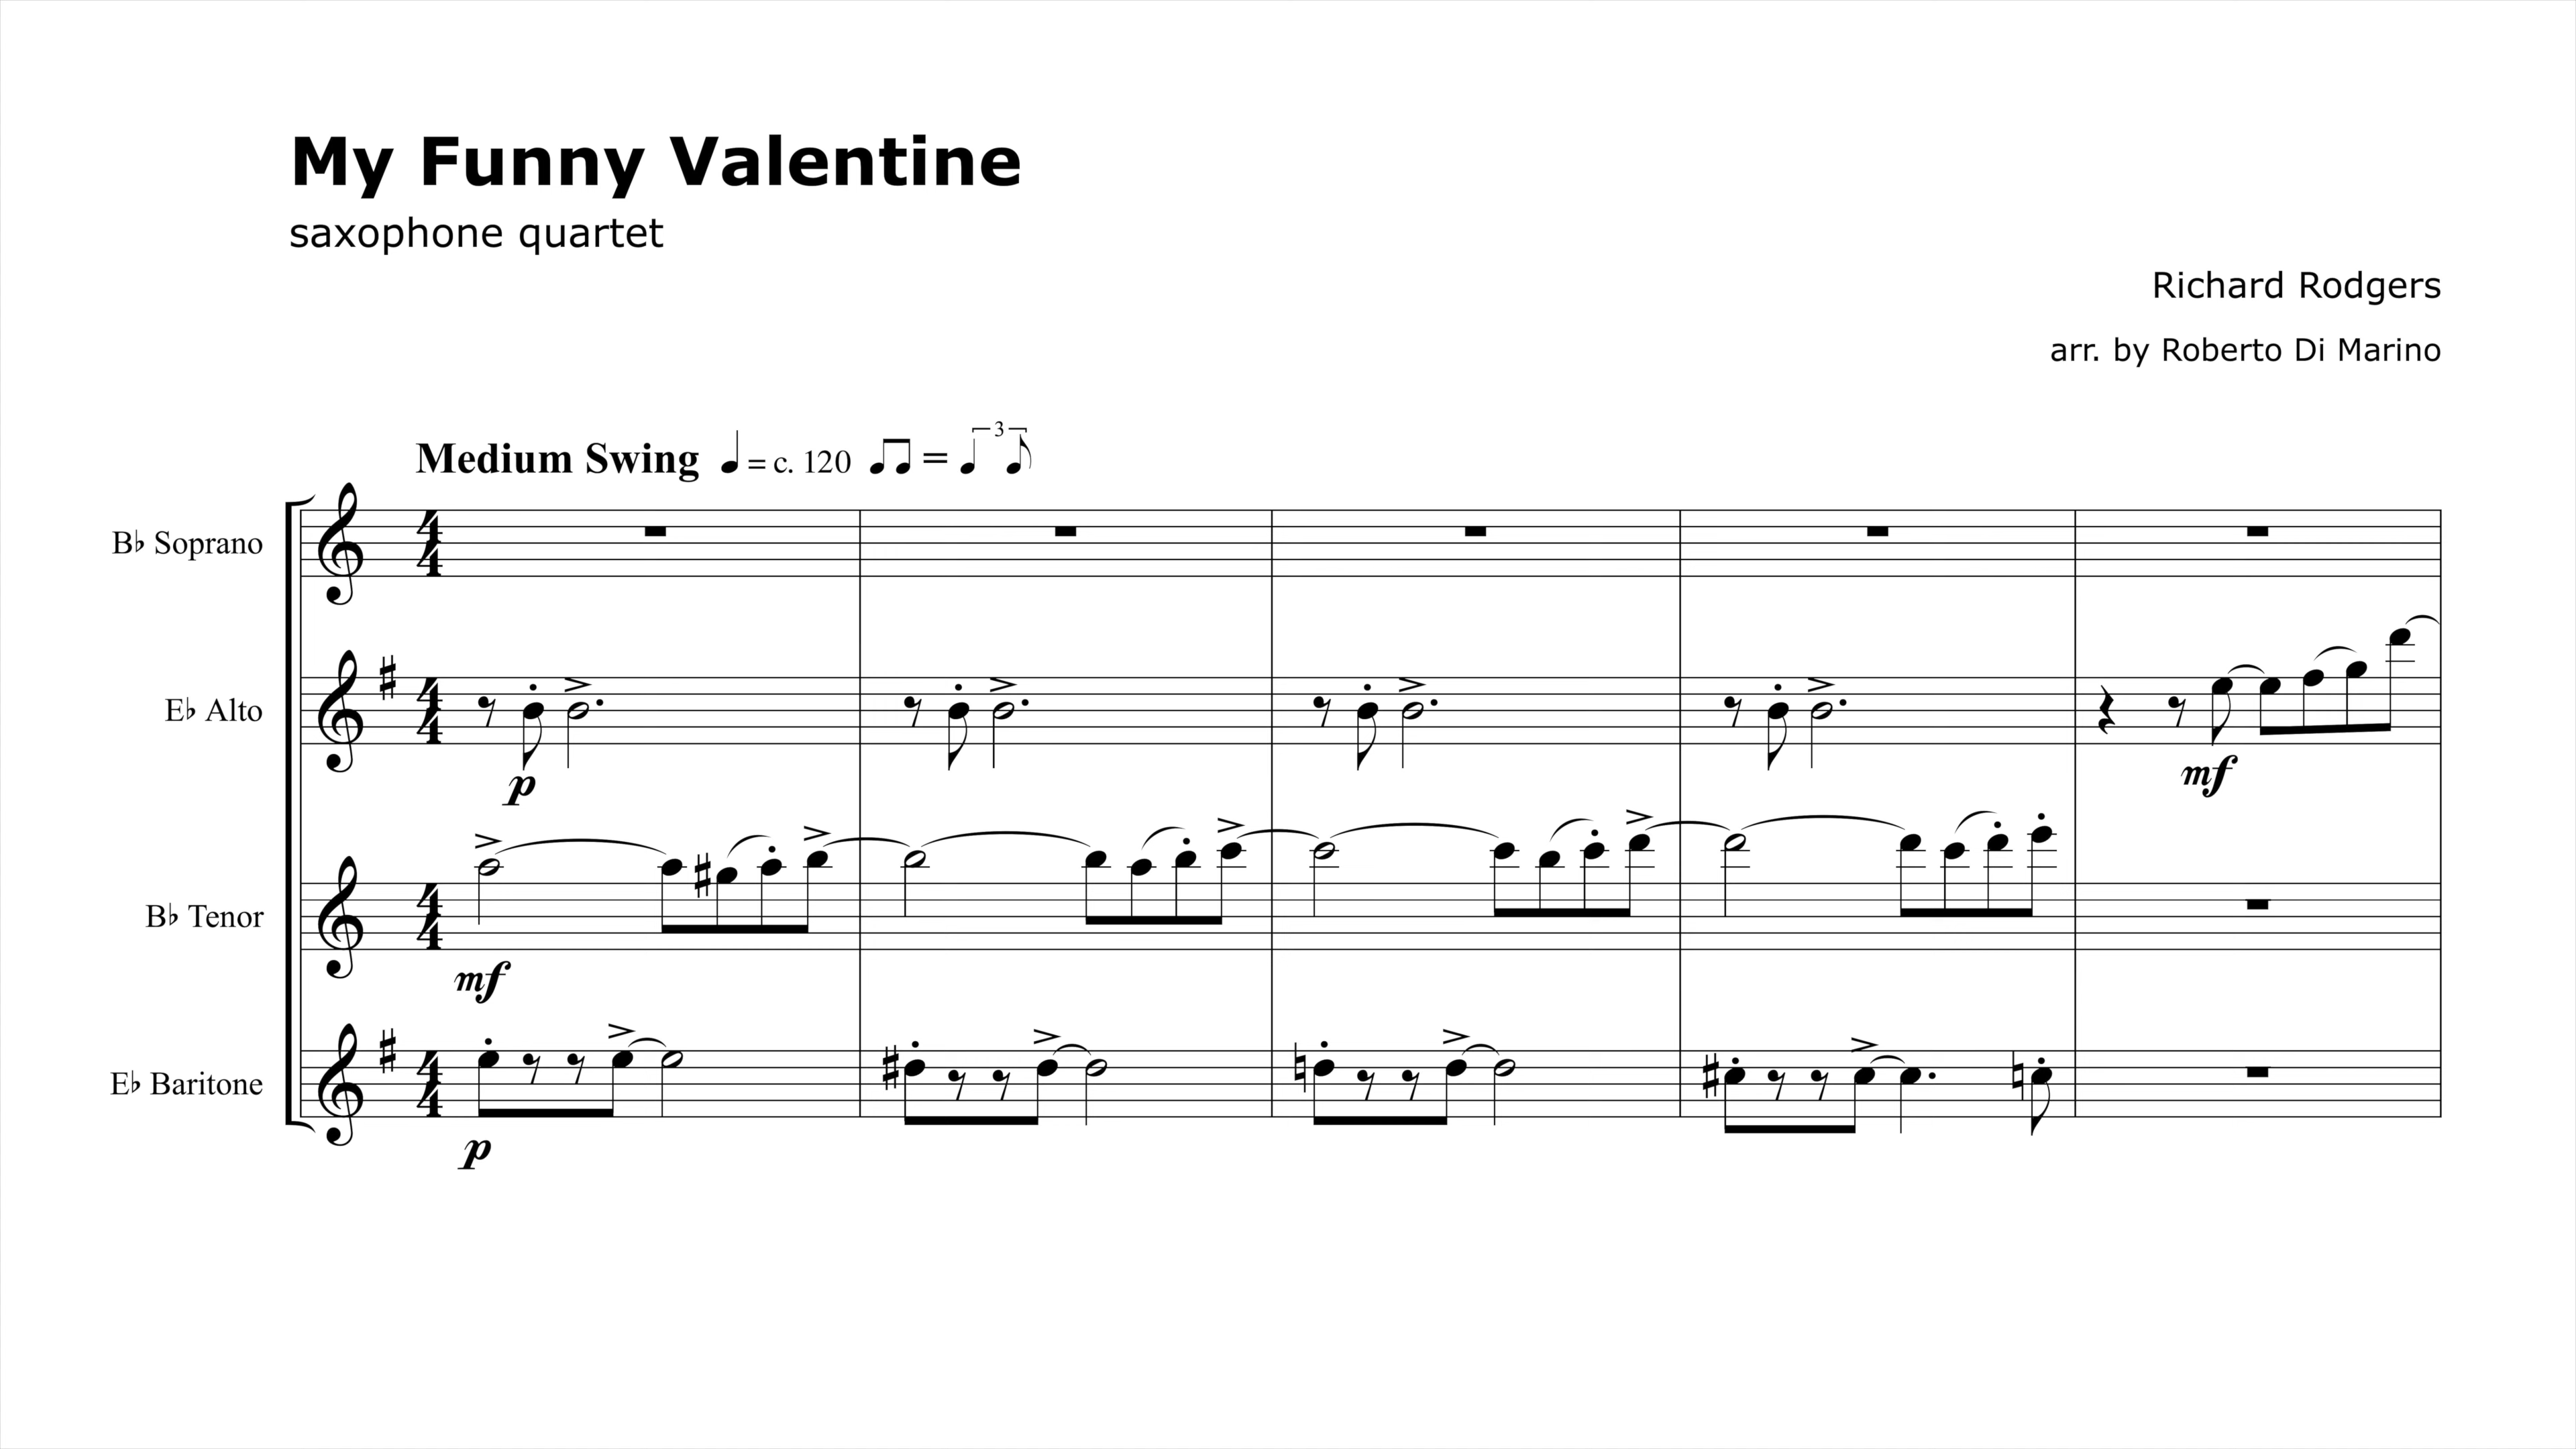 My Funny Valentine
saxophone quartet
Richard Rodgers
arr. by Roberto Di Marino
Medium Swing = c. 120 = 3
B♭ Soprano
E♭ Alto
p
mf
B♭ Tenor
mf
E♭ Baritone
p